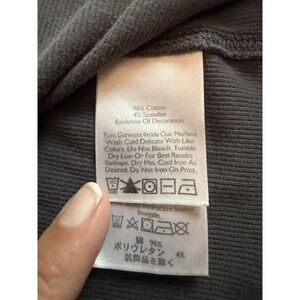 96% Cotton
4% Spandex
Exclusive Of Decoration
Turn Garment Inside Out. Machine
Wash Cold Delicate With Like
Colors. Do Not Bleach. Tumble
Dry Low For Best Results
Reshape. Dry Flat. Cool Iron As
Desired. Do Not Iron On Print.
綿 96%
ポリウレタン 4%
装飾品を除く